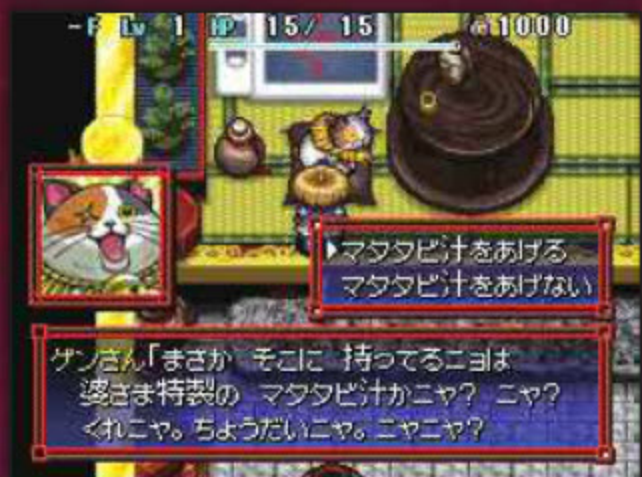 -F Lv 1 HP 15/ 15 1000
マタタビ汁をあげる
マタタビ汁をあげない
ゲンさん「まさか そこに 持ってるニョは
婆さま特製の マタタビ汁かニャ? ニャ?
くれニャ。ちょうだいニャ。ニャニャ?